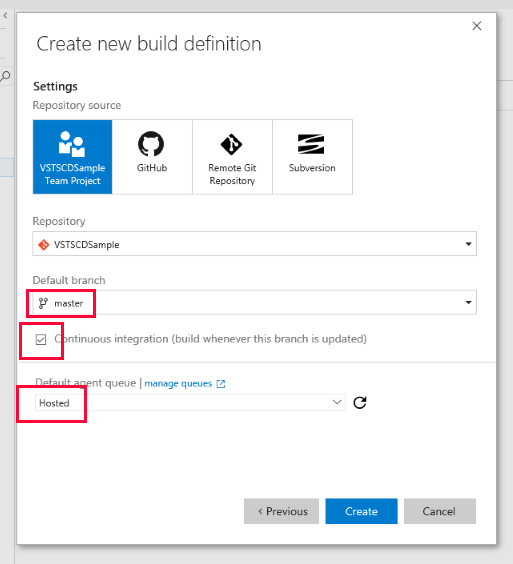 Create new build definition
Settings
Repository source
VSTSCDSample
Team Project
GitHub
Remote Git
Repository
Subversion
Repository
VSTSCDSample
Default branch
master
Continuous integration (build whenever this branch is updated)
Default agent queue | manage queues
Hosted
< Previous
Create
Cancel